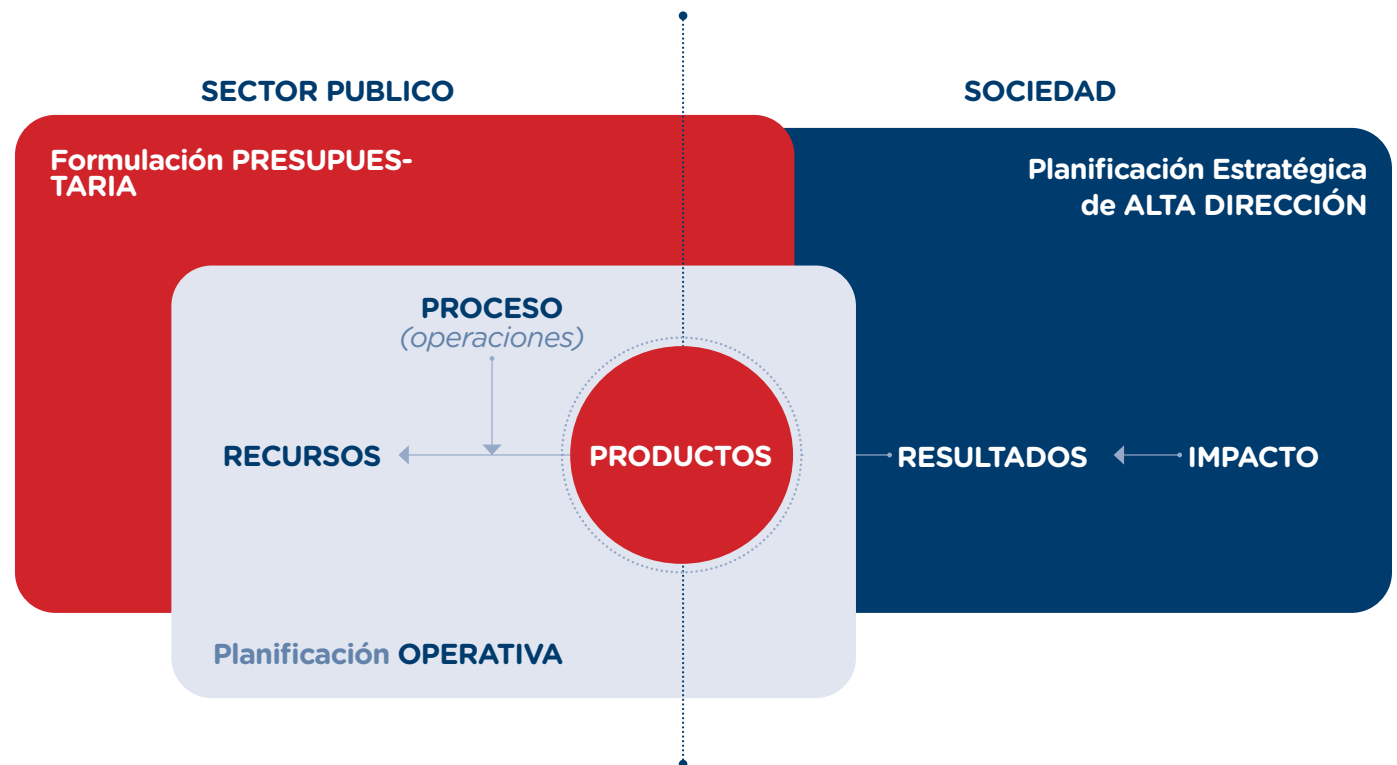 SECTOR PUBLICO
SOCIEDAD
Formulación PRESUPUES-
TARIA
Planificación Estratégica
de ALTA DIRECCIÓN
PROCESO
(operaciones)
RECURSOS
PRODUCTOS
RESULTADOS
IMPACTO
Planificación OPERATIVA